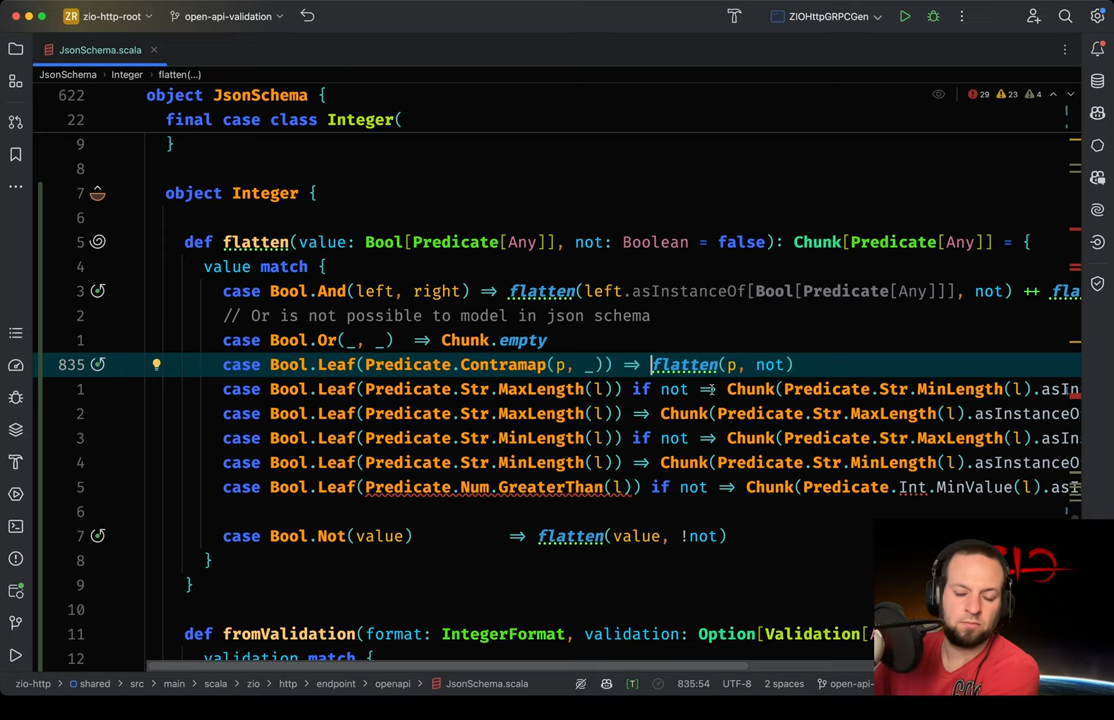 ZR zio-http-root open-api-validation ZIOHttpGRPCGen
JsonSchema.scala
JsonSchema Integer flatten(...)
622 object JsonSchema {
22 final case class Integer(
9 }
8
7 object Integer {
6
5 def flatten(value: Bool[Predicate[Any]], not: Boolean = false): Chunk[Predicate[Any]] = {
4 value match {
3 case Bool.And(left, right) ⇒ flatten(left.asInstanceOf[Bool[Predicate[Any]]], not) ++ fla
2 // Or is not possible to model in json schema
1 case Bool.Or(_, _) ⇒ Chunk.empty
835 case Bool.Leaf(Predicate.Contramap(p, _)) ⇒ flatten(p, not)
1 case Bool.Leaf(Predicate.Str.MaxLength(l)) if not ⇒ Chunk(Predicate.Str.MinLength(l).asIn
2 case Bool.Leaf(Predicate.Str.MaxLength(l)) ⇒ Chunk(Predicate.Str.MaxLength(l).asInstanceO
3 case Bool.Leaf(Predicate.Str.MinLength(l)) if not ⇒ Chunk(Predicate.Str.MaxLength(l).asIn
4 case Bool.Leaf(Predicate.Str.MinLength(l)) ⇒ Chunk(Predicate.Str.MinLength(l).asInstanceO
5 case Bool.Leaf(Predicate.Num.GreaterThan(l)) if not ⇒ Chunk(Predicate.Int.MinValue(l).asIn
6
7 case Bool.Not(value) ⇒ flatten(value, !not)
8 }
9 }
10
11 def fromValidation(format: IntegerFormat, validation: Option[Validation[A
12 validation match {
29 23 4
zio-http shared src main scala zio http endpoint openapi JsonSchema.scala 835:54 UTF-8 2 spaces open-api-